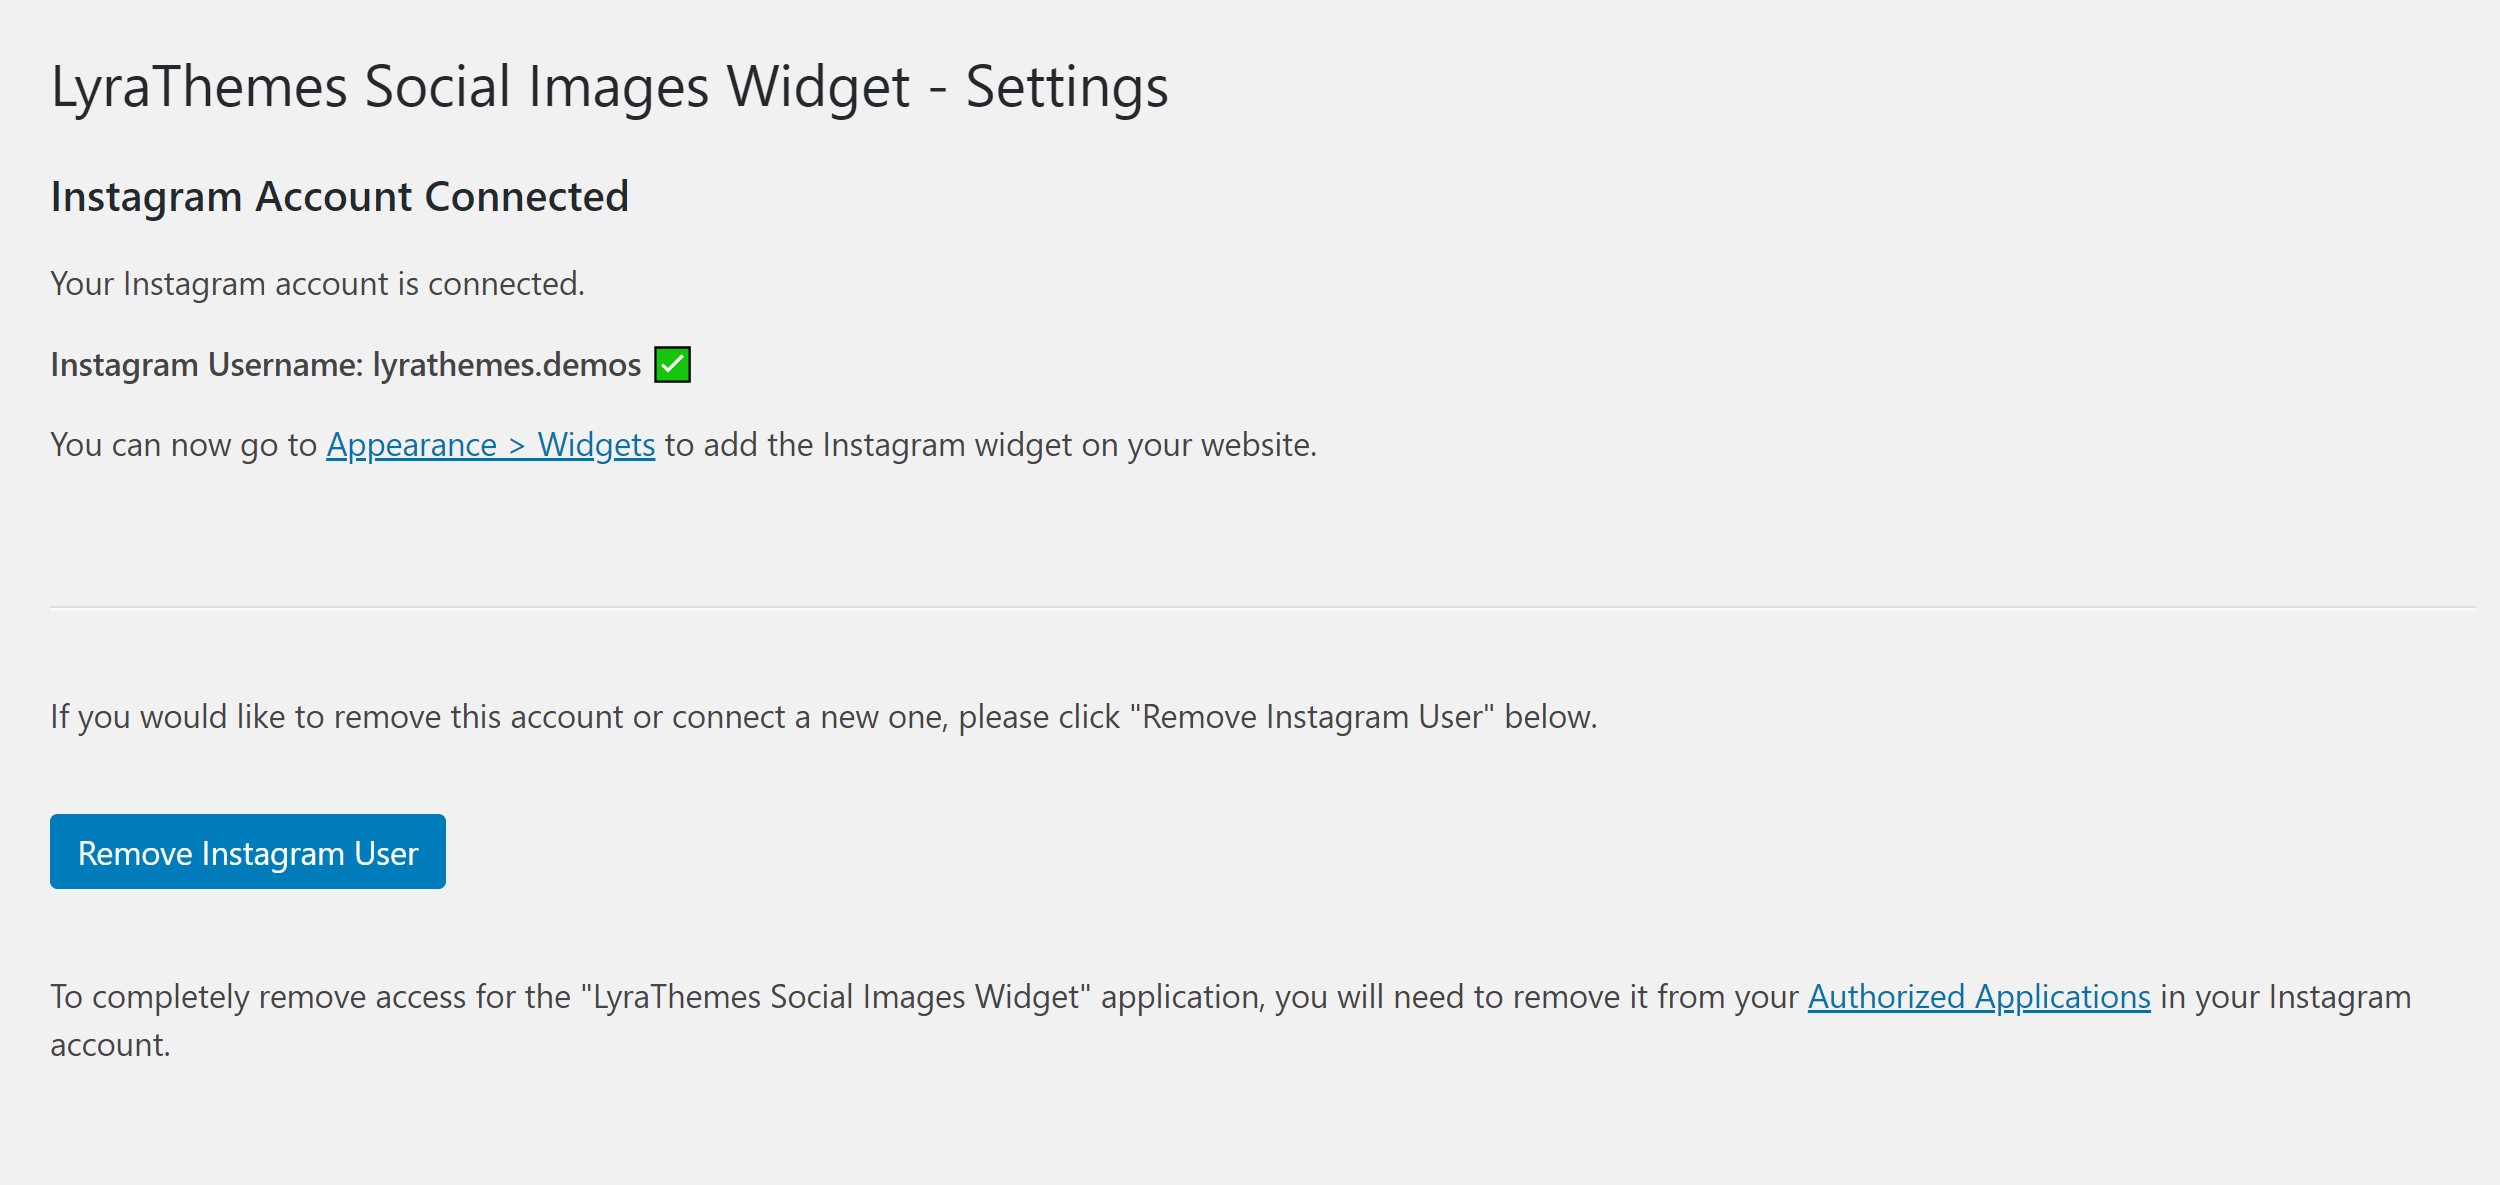 LyraThemes Social Images Widget - Settings
Instagram Account Connected
Your Instagram account is connected.
Instagram Username: lyrathemes.demos
You can now go to Appearance > Widgets to add the Instagram widget on your website.
If you would like to remove this account or connect a new one, please click "Remove Instagram User" below.
Remove Instagram User
To completely remove access for the "LyraThemes Social Images Widget" application, you will need to remove it from your Authorized Applications in your Instagram
account.